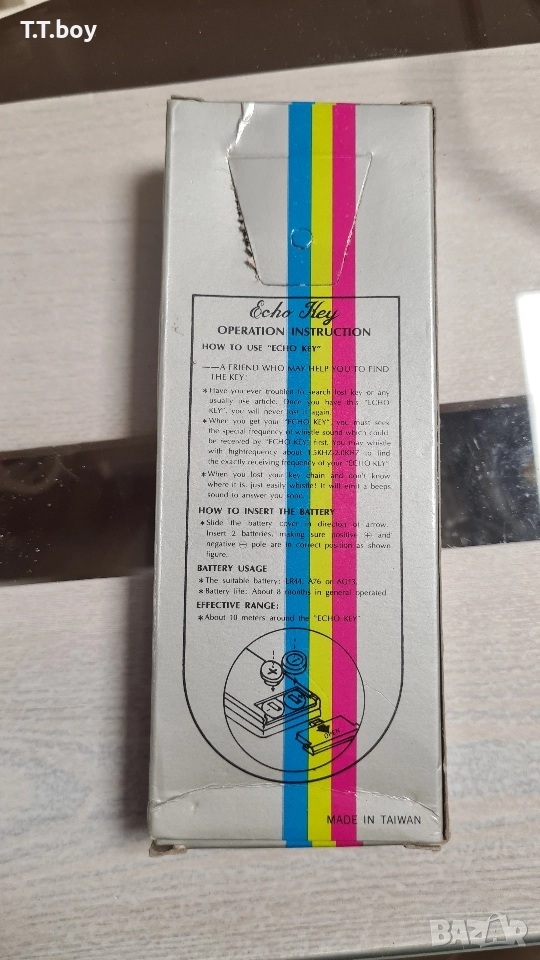 T.T.boy
Echo Key
OPERATION INSTRUCTION
HOW TO USE "ECHO KEY"
——A FRIEND WHO MAY HELP YOU TO FIND
THE KEY!
* Have you ever troubled to search lost key or any
usually use article. Once you have this "ECHO
KEY", you will never lost it again.
* When you get your "ECHO KEY", you must seek
the special frequency of whistle sound which could
be received by "ECHO KEY" first. You may whistle
with highfrequency about 1.5KHZ-2.0KHZ to find
the exactly receiving frequency of your "ECHO KEY"
* When you lost your key chain and don't know
where it is, just easily whistle! It will emit a beeps
sound to answer you soon.
HOW TO INSERT THE BATTERY
* Slide the battery cover in director of arrow.
Insert 2 batteries, making sure positive + and
negative − pole are in correct position as shown
figure.
BATTERY USAGE
* The suitable battery: LR44, A76 or AG13.
* Battery life: About 8 months in general operated.
EFFECTIVE RANGE:
* About 10 meters around the "ECHO KEY"
OPEN
MADE IN TAIWAN
BAZAR